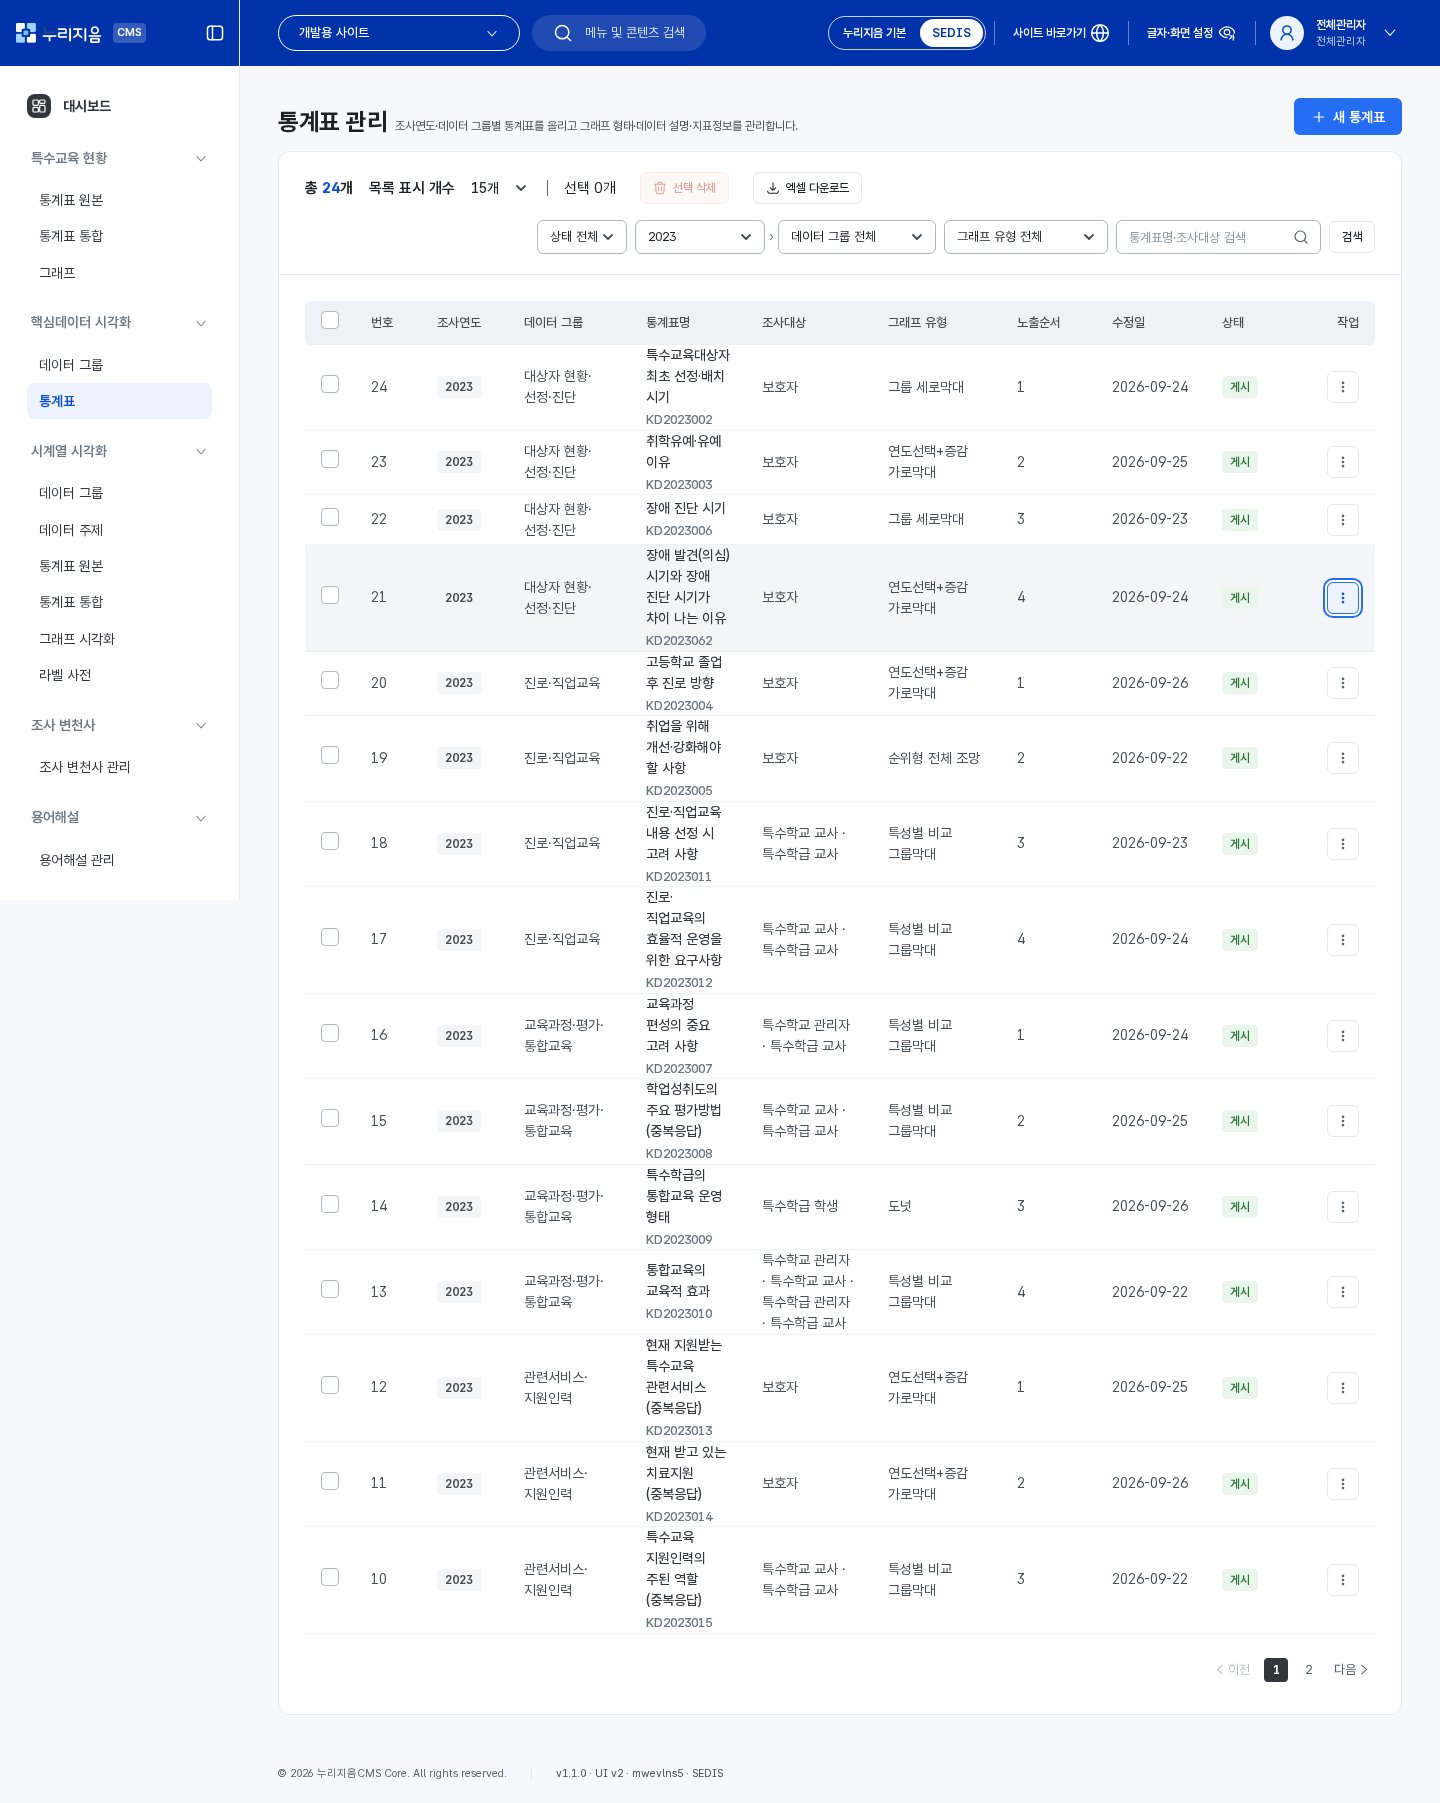 누리지음 CMS
개발용 사이트
메뉴 및 콘텐츠 검색
누리지음 기본 SEDIS
사이트 바로가기
글자·화면 설정
전체관리자
전체관리자
대시보드
특수교육 현황
통계표 원본
통계표 통합
그래프
핵심데이터 시각화
데이터 그룹
통계표
시계열 시각화
데이터 그룹
데이터 주제
통계표 원본
통계표 통합
그래프 시각화
라벨 사전
조사 변천사
조사 변천사 관리
용어해설
용어해설 관리
통계표 관리 조사연도·데이터 그룹별 통계표를 올리고 그래프 형태·데이터 설명·지표정보를 관리합니다.
새 통계표
총 24개 목록 표시 개수 15개 선택 0개 선택 삭제 엑셀 다운로드
상태 전체 2023 › 데이터 그룹 전체 그래프 유형 전체 통계표명·조사대상 검색 검색
번호 조사연도 데이터 그룹 통계표명 조사대상 그래프 유형 노출순서 수정일 상태 작업
24 2023 대상자 현황·
선정·진단
특수교육대상자
최초 선정·배치
시기
KD2023002
보호자 그룹 세로막대 1 2026-09-24 게시
23 2023 대상자 현황·
선정·진단
취학유예·유예
이유
KD2023003
보호자 연도선택+증감
가로막대
2 2026-09-25 게시
22 2023 대상자 현황·
선정·진단
장애 진단 시기
KD2023006
보호자 그룹 세로막대 3 2026-09-23 게시
21 2023 대상자 현황·
선정·진단
장애 발견(의심)
시기와 장애
진단 시기가
차이 나는 이유
KD2023062
보호자 연도선택+증감
가로막대
4 2026-09-24 게시
20 2023 진로·직업교육
고등학교 졸업
후 진로 방향
KD2023004
보호자 연도선택+증감
가로막대
1 2026-09-26 게시
19 2023 진로·직업교육
취업을 위해
개선·강화해야
할 사항
KD2023005
보호자 순위형 전체 조망 2 2026-09-22 게시
18 2023 진로·직업교육
진로·직업교육
내용 선정 시
고려 사항
KD2023011
특수학교 교사 ·
특수학급 교사
특성별 비교
그룹막대
3 2026-09-23 게시
17 2023 진로·직업교육
진로·
직업교육의
효율적 운영을
위한 요구사항
KD2023012
특수학교 교사 ·
특수학급 교사
특성별 비교
그룹막대
4 2026-09-24 게시
16 2023 교육과정·평가·
통합교육
교육과정
편성의 중요
고려 사항
KD2023007
특수학교 관리자
· 특수학급 교사
특성별 비교
그룹막대
1 2026-09-24 게시
15 2023 교육과정·평가·
통합교육
학업성취도의
주요 평가방법
(중복응답)
KD2023008
특수학교 교사 ·
특수학급 교사
특성별 비교
그룹막대
2 2026-09-25 게시
14 2023 교육과정·평가·
통합교육
특수학급의
통합교육 운영
형태
KD2023009
특수학급 학생 도넛 3 2026-09-26 게시
13 2023 교육과정·평가·
통합교육
통합교육의
교육적 효과
KD2023010
특수학교 관리자
· 특수학교 교사 ·
특수학급 관리자
· 특수학급 교사
특성별 비교
그룹막대
4 2026-09-22 게시
12 2023 관련서비스·
지원인력
현재 지원받는
특수교육
관련서비스
(중복응답)
KD2023013
보호자 연도선택+증감
가로막대
1 2026-09-25 게시
11 2023 관련서비스·
지원인력
현재 받고 있는
치료지원
(중복응답)
KD2023014
보호자 연도선택+증감
가로막대
2 2026-09-26 게시
10 2023 관련서비스·
지원인력
특수교육
지원인력의
주된 역할
(중복응답)
KD2023015
특수학교 교사 ·
특수학급 교사
특성별 비교
그룹막대
3 2026-09-22 게시
이전 1 2 다음
© 2026 누리지음CMS Core. All rights reserved. v1.1.0 · UI v2 · mwevlns5 · SEDIS